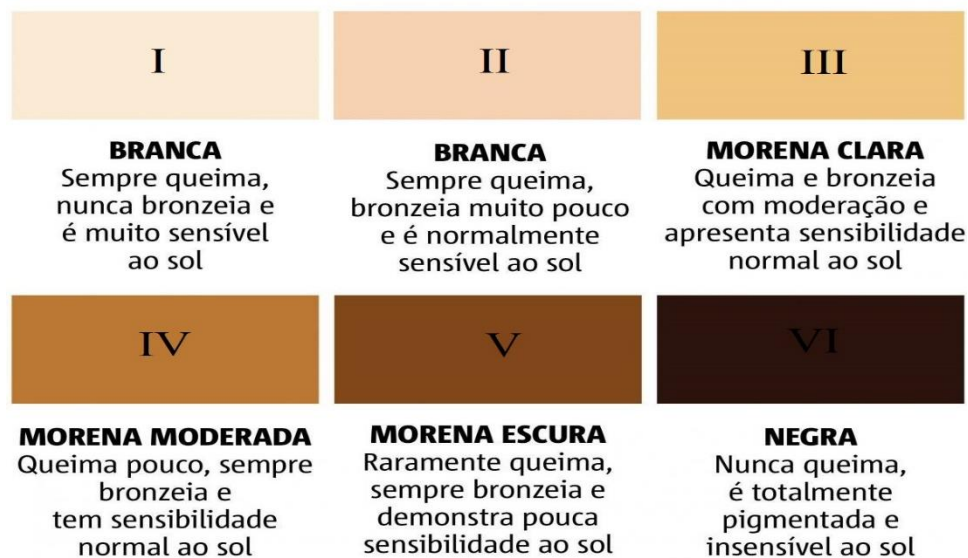 I
II
III
BRANCA
Sempre queima,
nunca bronzeia e
é muito sensível
ao sol
BRANCA
Sempre queima,
bronzeia muito pouco
e é normalmente
sensível ao sol
MORENA CLARA
Queima e bronzeia
com moderação e
apresenta sensibilidade
normal ao sol
IV
V
VI
MORENA MODERADA
Queima pouco, sempre
bronzeia e
tem sensibilidade
normal ao sol
MORENA ESCURA
Raramente queima,
sempre bronzeia e
demonstra pouca
sensibilidade ao sol
NEGRA
Nunca queima,
é totalmente
pigmentada e
insensível ao sol